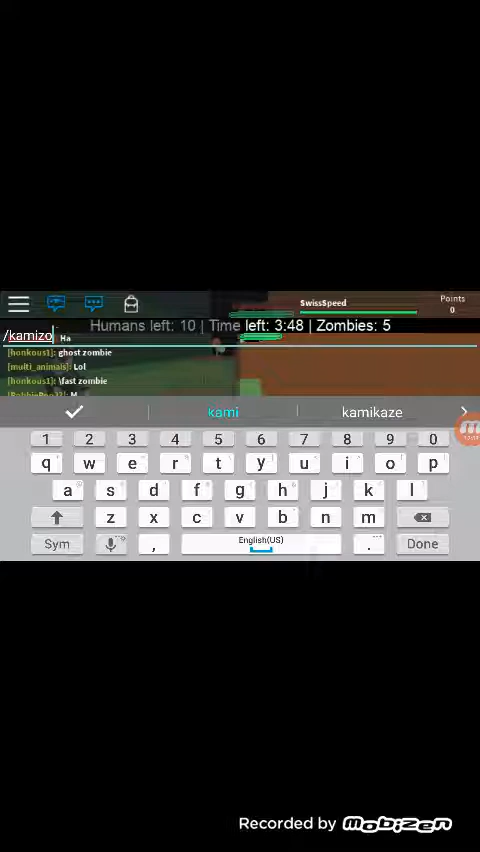 SwissSpeed
Points
0
Humans left: 10 | Time left: 3:48 | Zombies: 5
/kamizo
Ha
[honkous1]: ghost zombie
[multi_animals]: Lol
[honkous1]: \fast zombie
kami
kamikaze
1 2 3 4 5 6 7 8 9 0
q w e r t y u i o p
a s d f g h j k l
z x c v b n m
Sym
,
English(US)
.
Done
Recorded by Mobizen